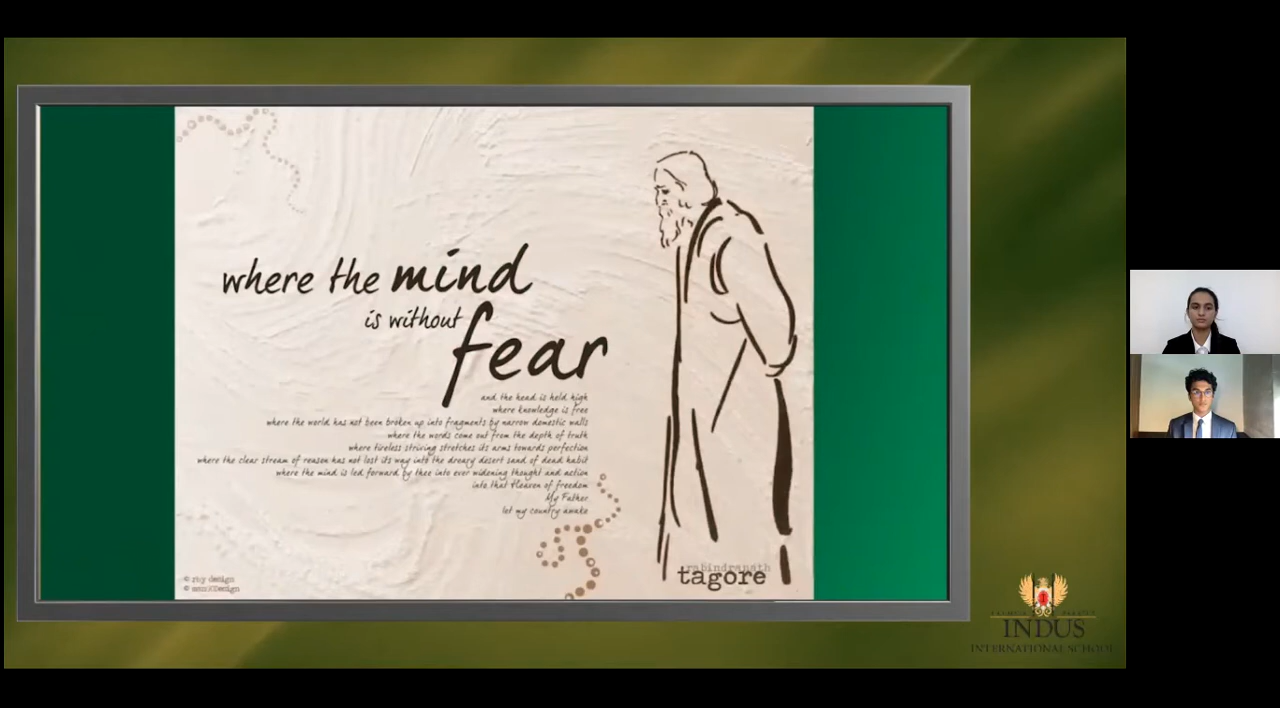 where the mind
is without fear
and the head is held high
where knowledge is free
where the world has not been broken up into fragments by narrow domestic walls
where the words come out from the depth of truth
where tireless striving stretches its arms towards perfection
where the clear stream of reason has not lost its way into the dreary desert sand of dead habit
where the mind is led forward by thee into ever widening thought and action
into that Heaven of freedom
My Father
let my country awake
rabindranath
tagore
INDUS
INTERNATIONAL SCHOOL